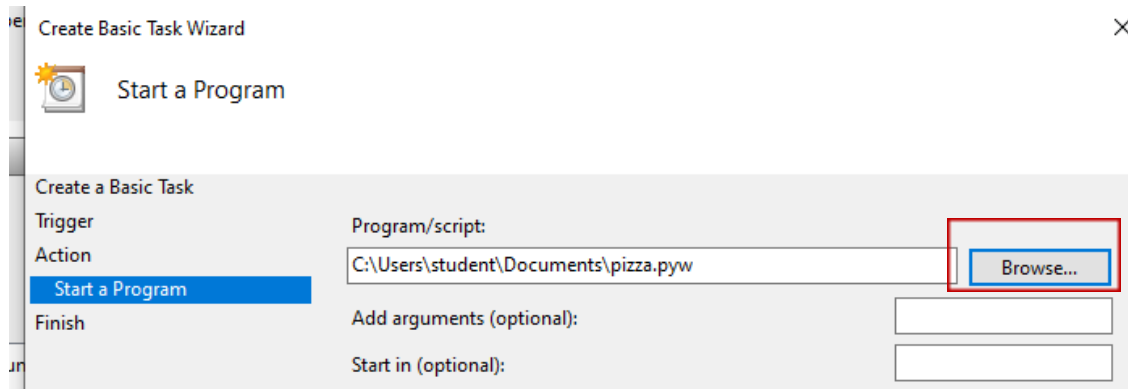 Create Basic Task Wizard
Start a Program
Create a Basic Task
Trigger
Action
Start a Program
Finish
Program/script:
C:\Users\student\Documents\pizza.pyw
Browse...
Add arguments (optional):
Start in (optional):